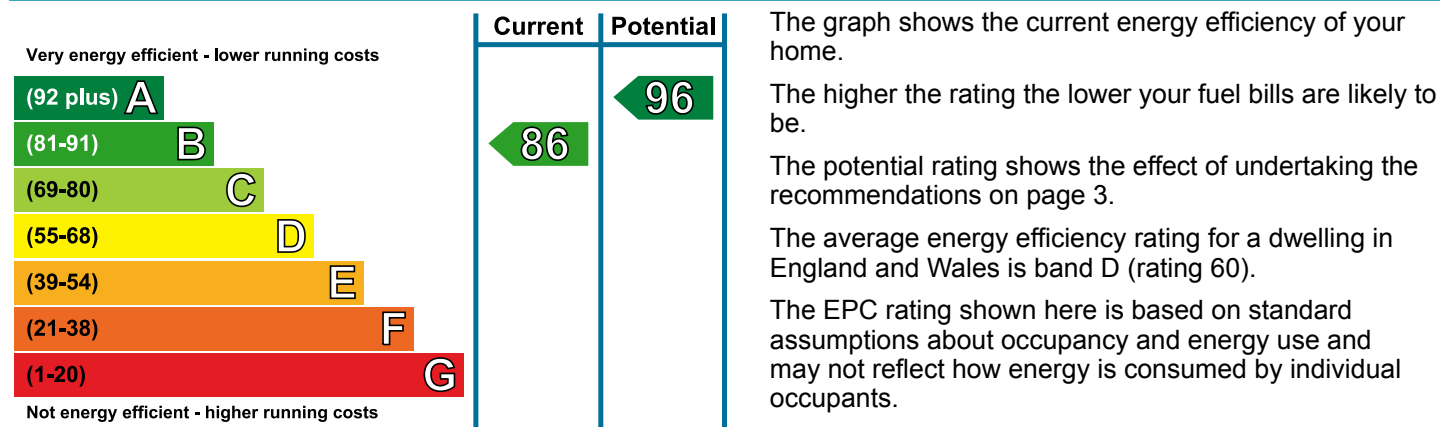 Current Potential
Very energy efficient - lower running costs
(92 plus) A
96
(81-91) B
86
(69-80) C
(55-68) D
(39-54) E
(21-38) F
(1-20) G
Not energy efficient - higher running costs
The graph shows the current energy efficiency of your
home.
The higher the rating the lower your fuel bills are likely to
be.
The potential rating shows the effect of undertaking the
recommendations on page 3.
The average energy efficiency rating for a dwelling in
England and Wales is band D (rating 60).
The EPC rating shown here is based on standard
assumptions about occupancy and energy use and
may not reflect how energy is consumed by individual
occupants.